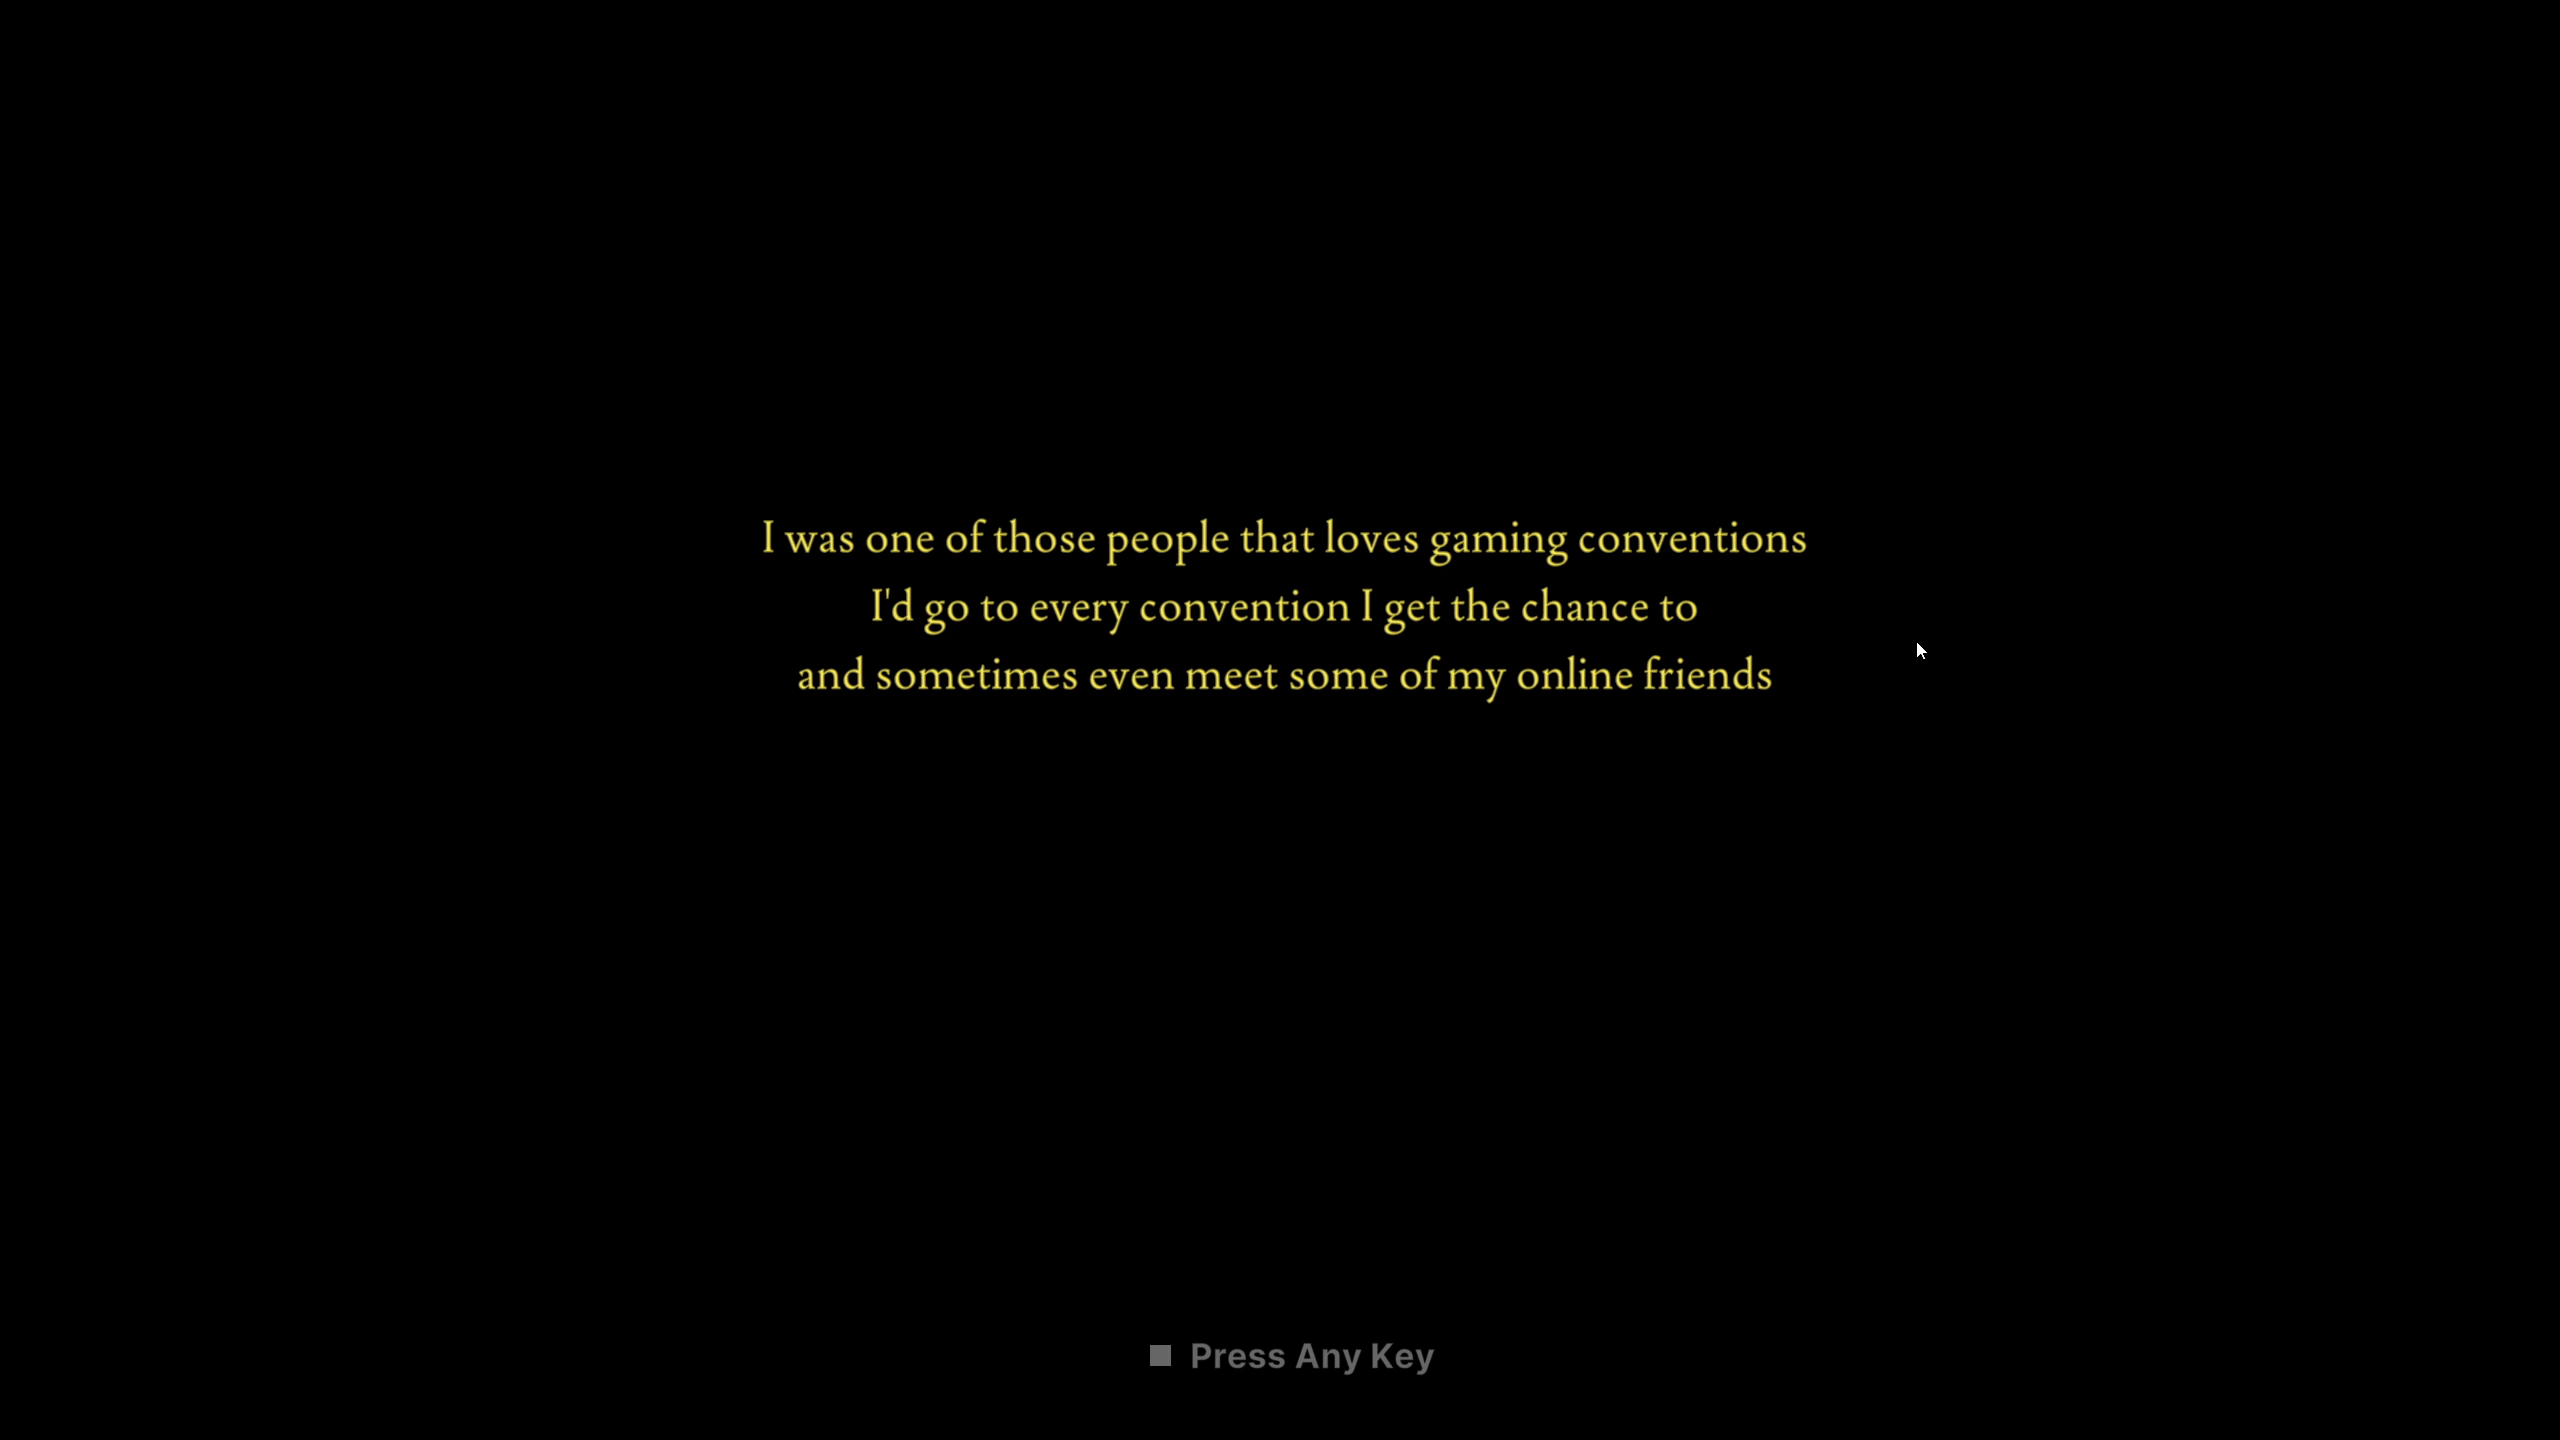 I was one of those people that loves gaming conventions
I'd go to every convention I get the chance to
and sometimes even meet some of my online friends
Press Any Key